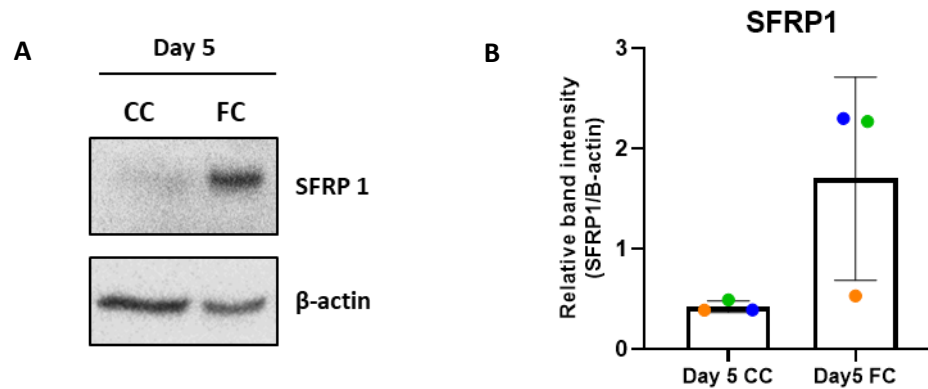 A
Day 5
CC FC
SFRP 1
β-actin
B
SFRP1
Relative band intensity
(SFRP1/B-actin)
3
2
1
0
Day 5 CC
Day5 FC